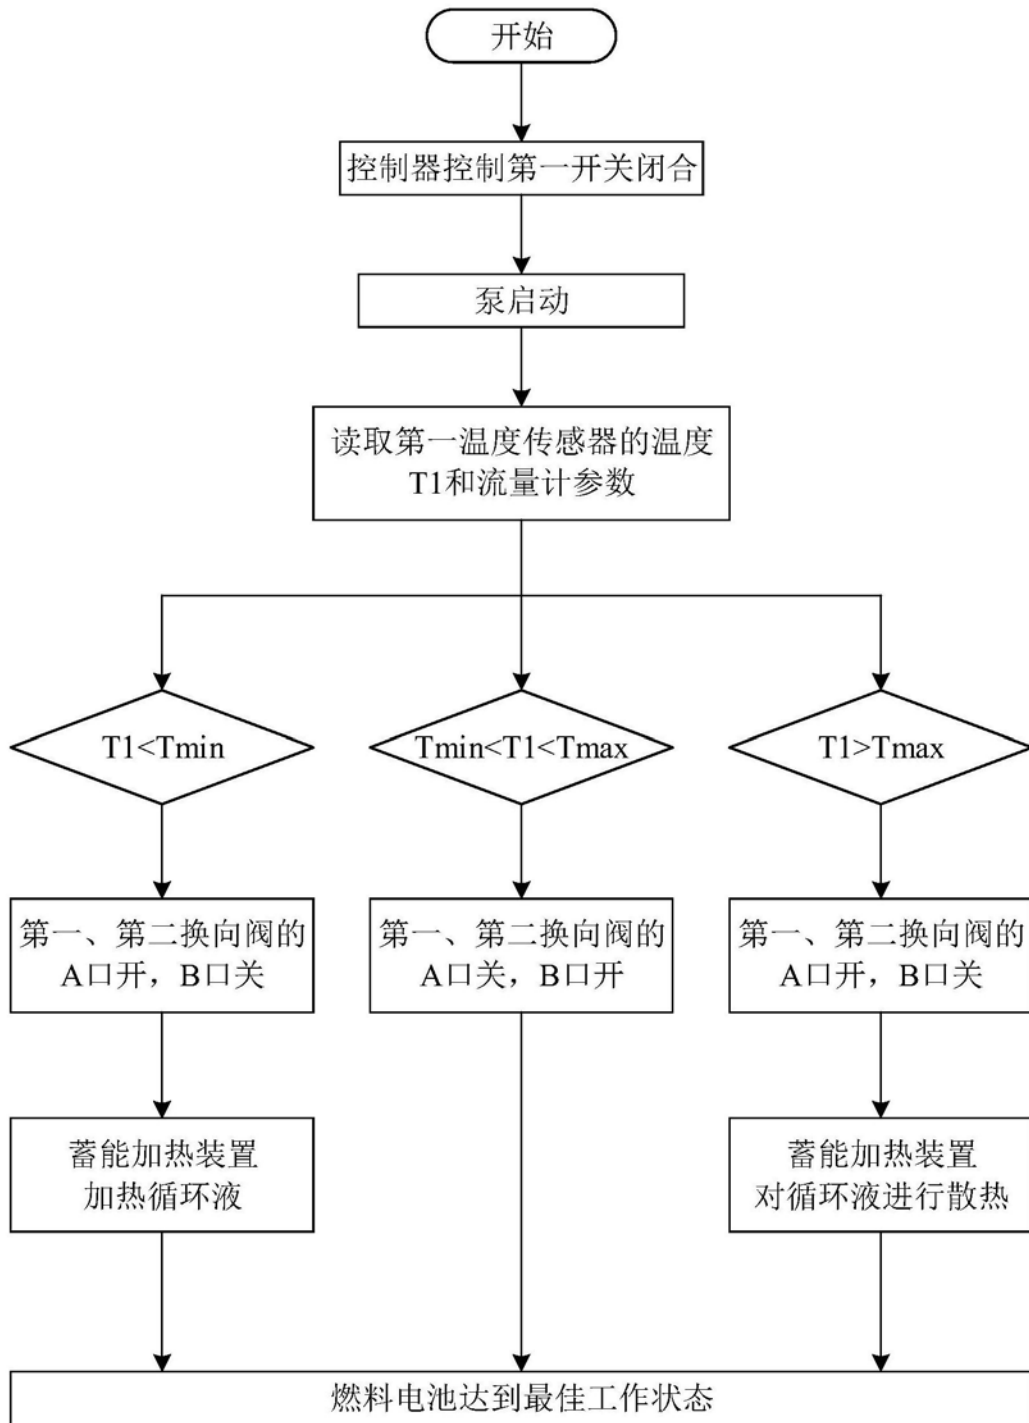 开始
控制器控制第一开关闭合
泵启动
读取第一温度传感器的温度
T1和流量计参数
T1<Tmin
Tmin<T1<Tmax
T1>Tmax
第一、第二换向阀的
A口开，B口关
第一、第二换向阀的
A口关，B口开
第一、第二换向阀的
A口开，B口关
蓄能加热装置
加热循环液
蓄能加热装置
对循环液进行散热
燃料电池达到最佳工作状态